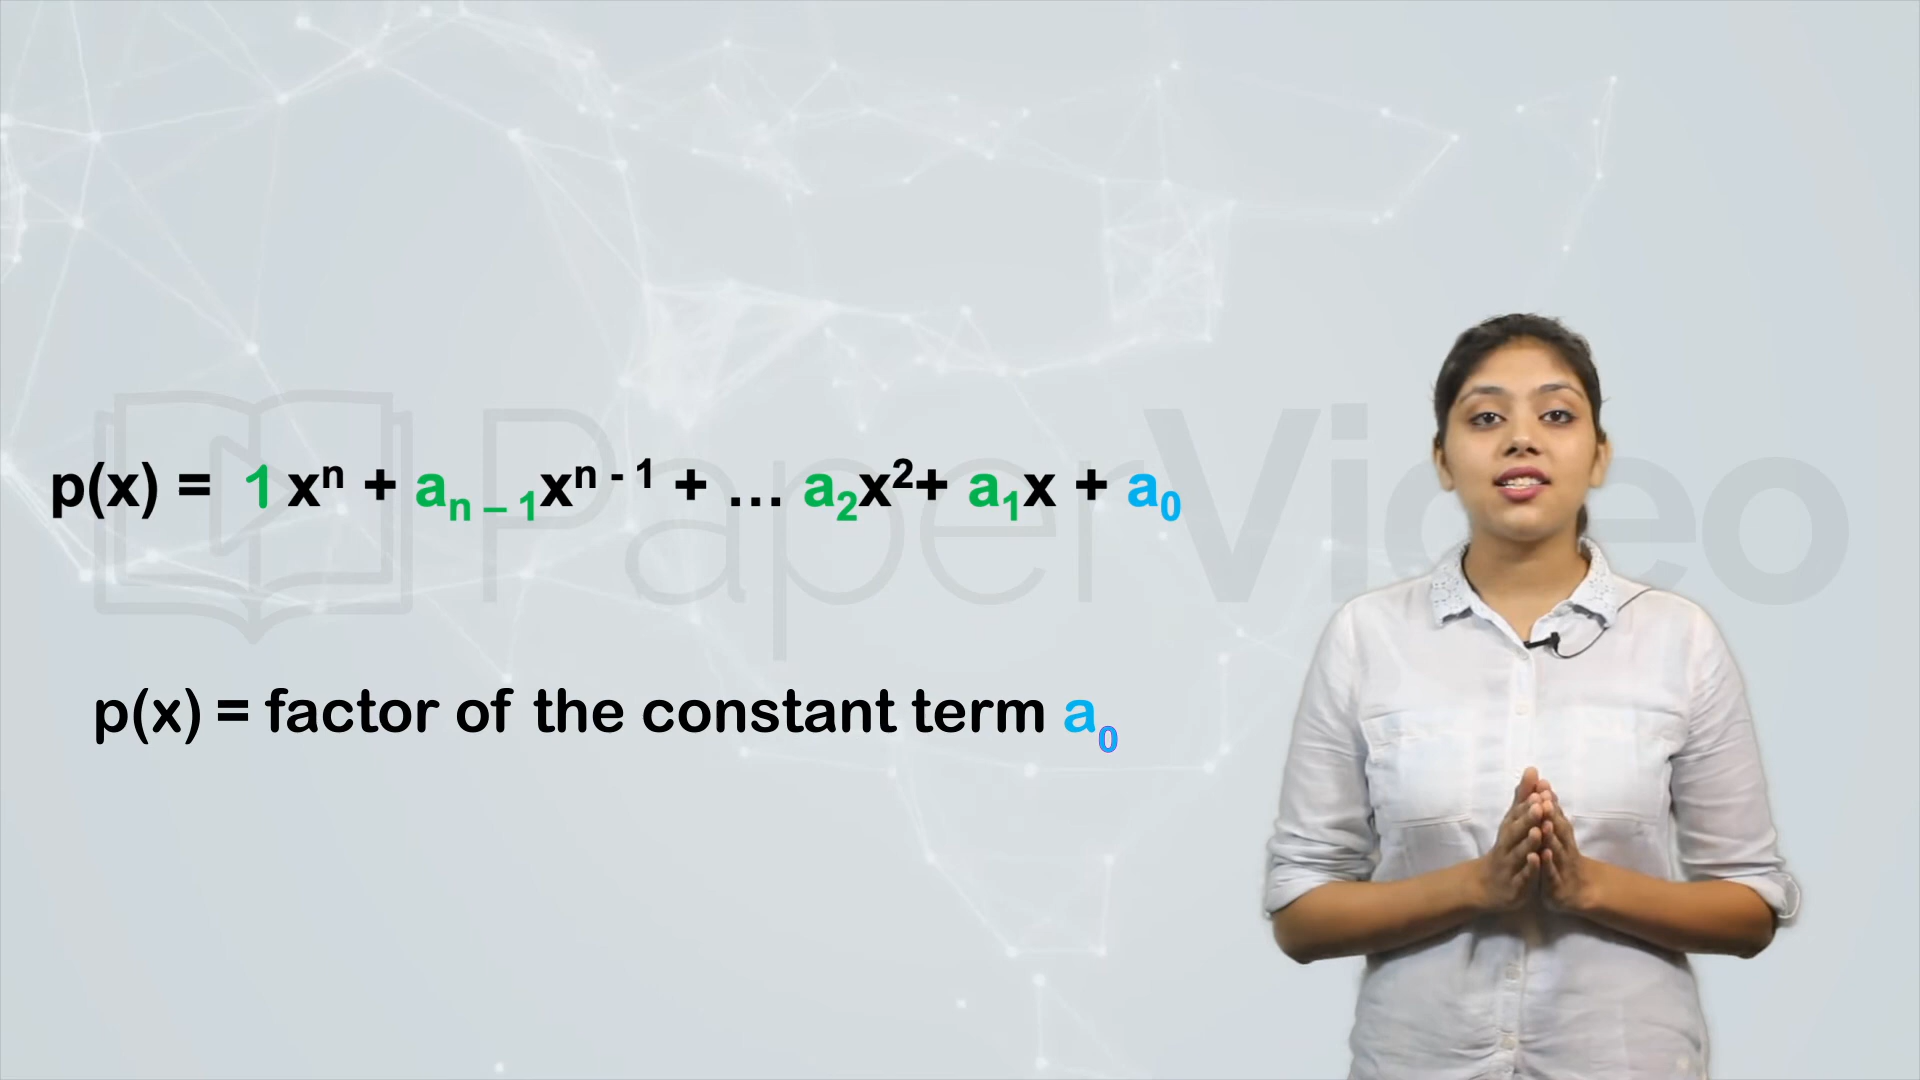 p(x) = 1 xⁿ + aₙ ₋ ₁xⁿ ⁻ ¹ + ... a₂x²+ a₁x + a₀
PaperVideo
p(x) = factor of the constant term a₀